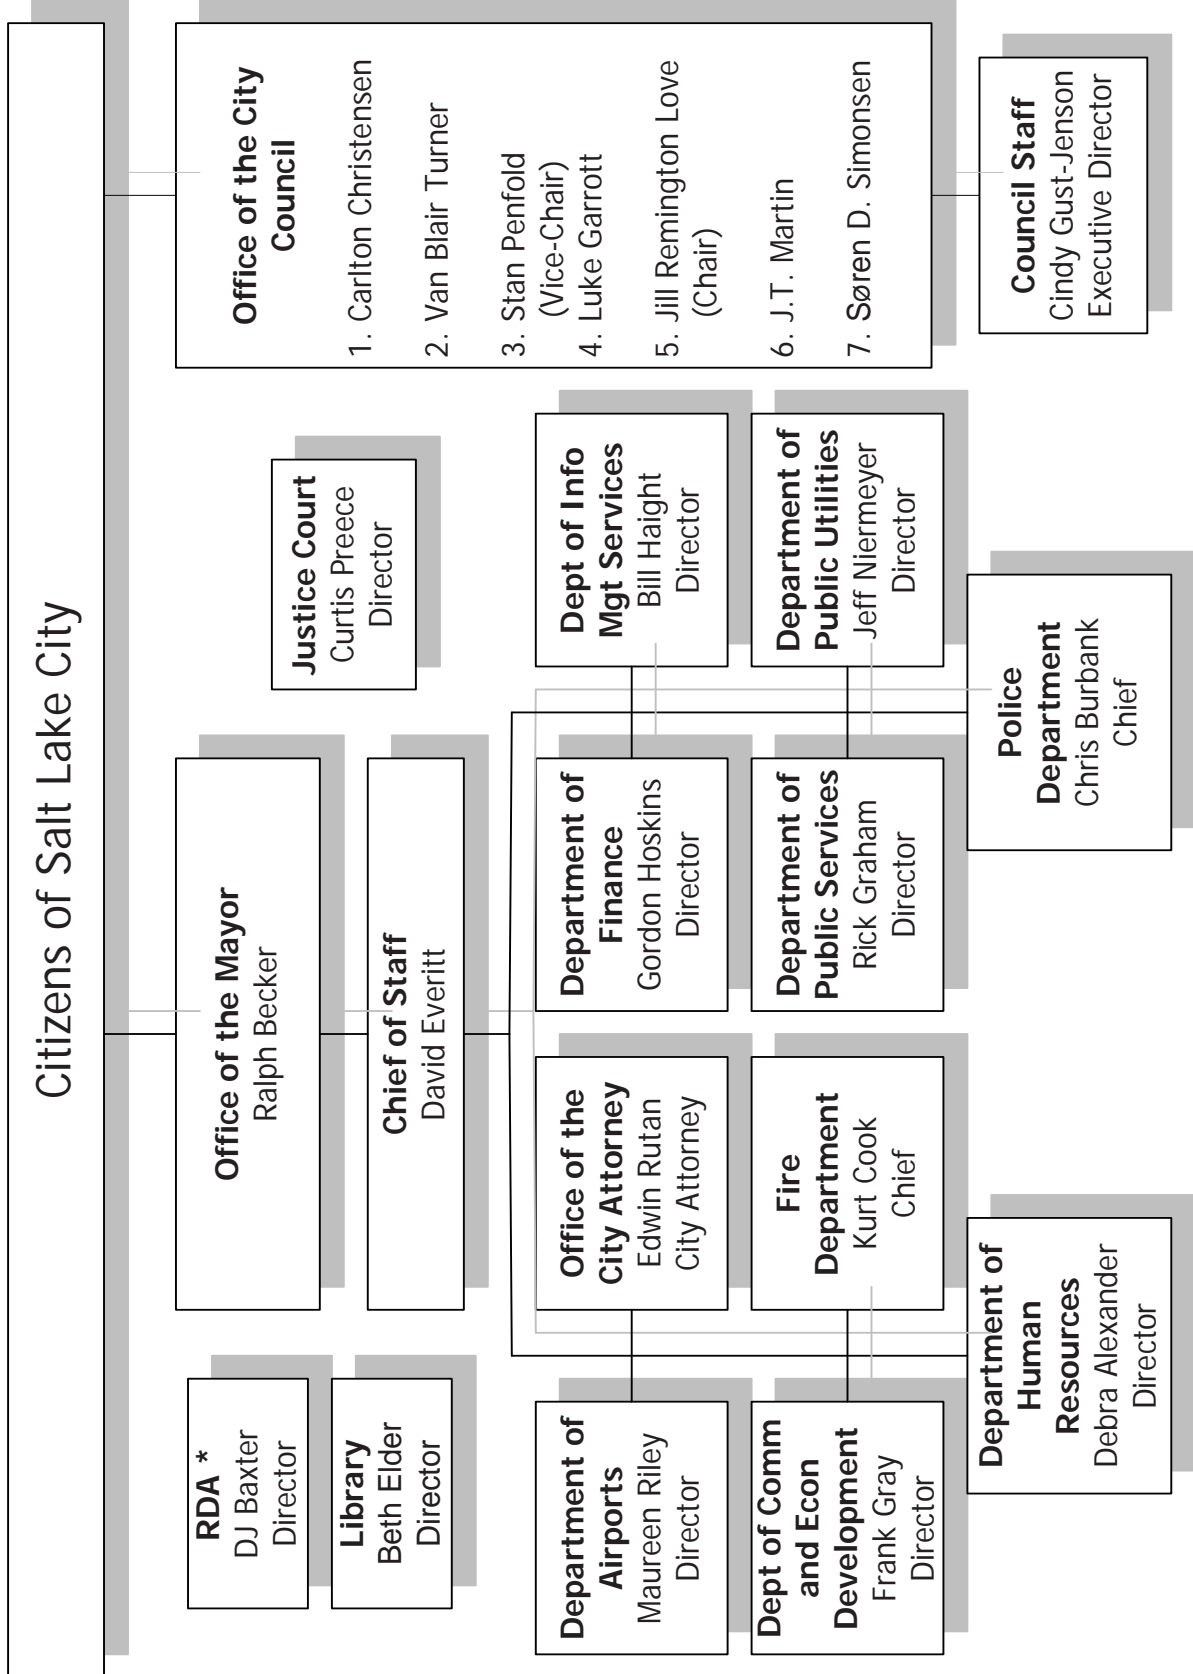 Citizens of Salt Lake City
RDA *
DJ Baxter
Director
Library
Beth Elder
Director
Office of the Mayor
Ralph Becker
Chief of Staff
David Everitt
Justice Court
Curtis Preece
Director
Office of the City
Council
1. Carlton Christensen
2. Van Blair Turner
3. Stan Penfold
(Vice-Chair)
4. Luke Garrott
5. Jill Remington Love
(Chair)
6. J.T. Martin
7. Søren D. Simonsen
Department of
Airports
Maureen Riley
Director
Office of the
City Attorney
Edwin Rutan
City Attorney
Department of
Finance
Gordon Hoskins
Director
Dept of Info
Mgt Services
Bill Haight
Director
Dept of Comm
and Econ
Development
Frank Gray
Director
Fire
Department
Kurt Cook
Chief
Department of
Public Services
Rick Graham
Director
Department of
Public Utilities
Jeff Niermeyer
Director
Department of
Human
Resources
Debra Alexander
Director
Police
Department
Chris Burbank
Chief
Council Staff
Cindy Gust-Jenson
Executive Director